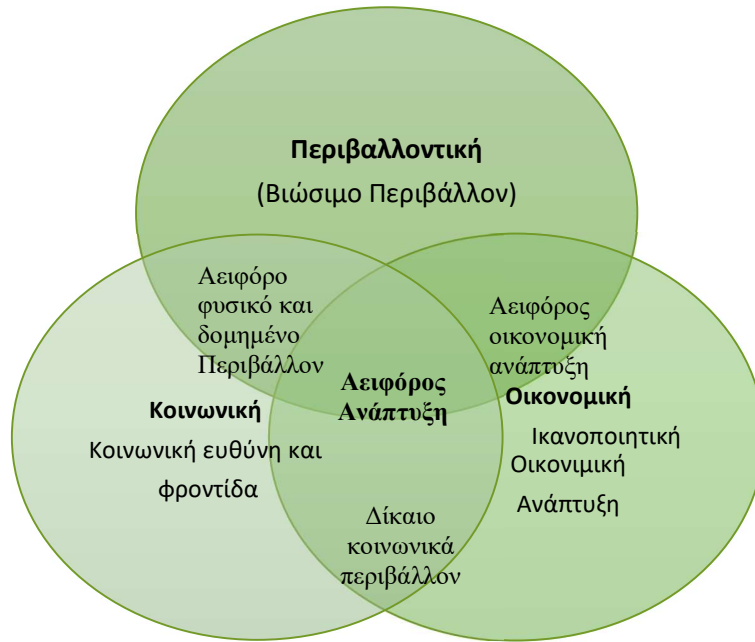 Περιβαλλοντική
(Βιώσιμο Περιβάλλον)
Αειφόρο
φυσικό και
δομημένο
Περιβάλλον
Αειφόρος
οικονομική
ανάπτυξη
Αειφόρος
Ανάπτυξη
Κοινωνική
Κοινωνική ευθύνη και
φροντίδα
Οικονομική
Ικανοποιητική
Οικονιμική
Ανάπτυξη
Δίκαιο
κοινωνικά
περιβάλλον